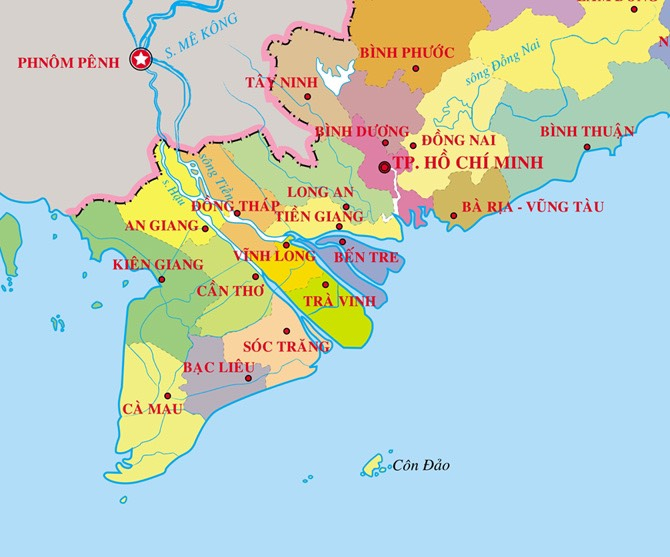 LÂM ĐỒNG
S. MÊ KÔNG
BÌNH PHƯỚC
N
PHNÔM PÊNH
sông Đồng Nai
TÂY NINH
BÌNH DƯƠNG
ĐỒNG NAI
BÌNH THUẬN
TP. HỒ CHÍ MINH
sông Tiền
s. Hậu
LONG AN
ĐỒNG THÁP
TIỀN GIANG
BÀ RỊA - VŨNG TÀU
AN GIANG
VĨNH LONG
BẾN TRE
KIÊN GIANG
CẦN THƠ
TRÀ VINH
SÓC TRĂNG
BẠC LIÊU
CÀ MAU
Côn Đảo